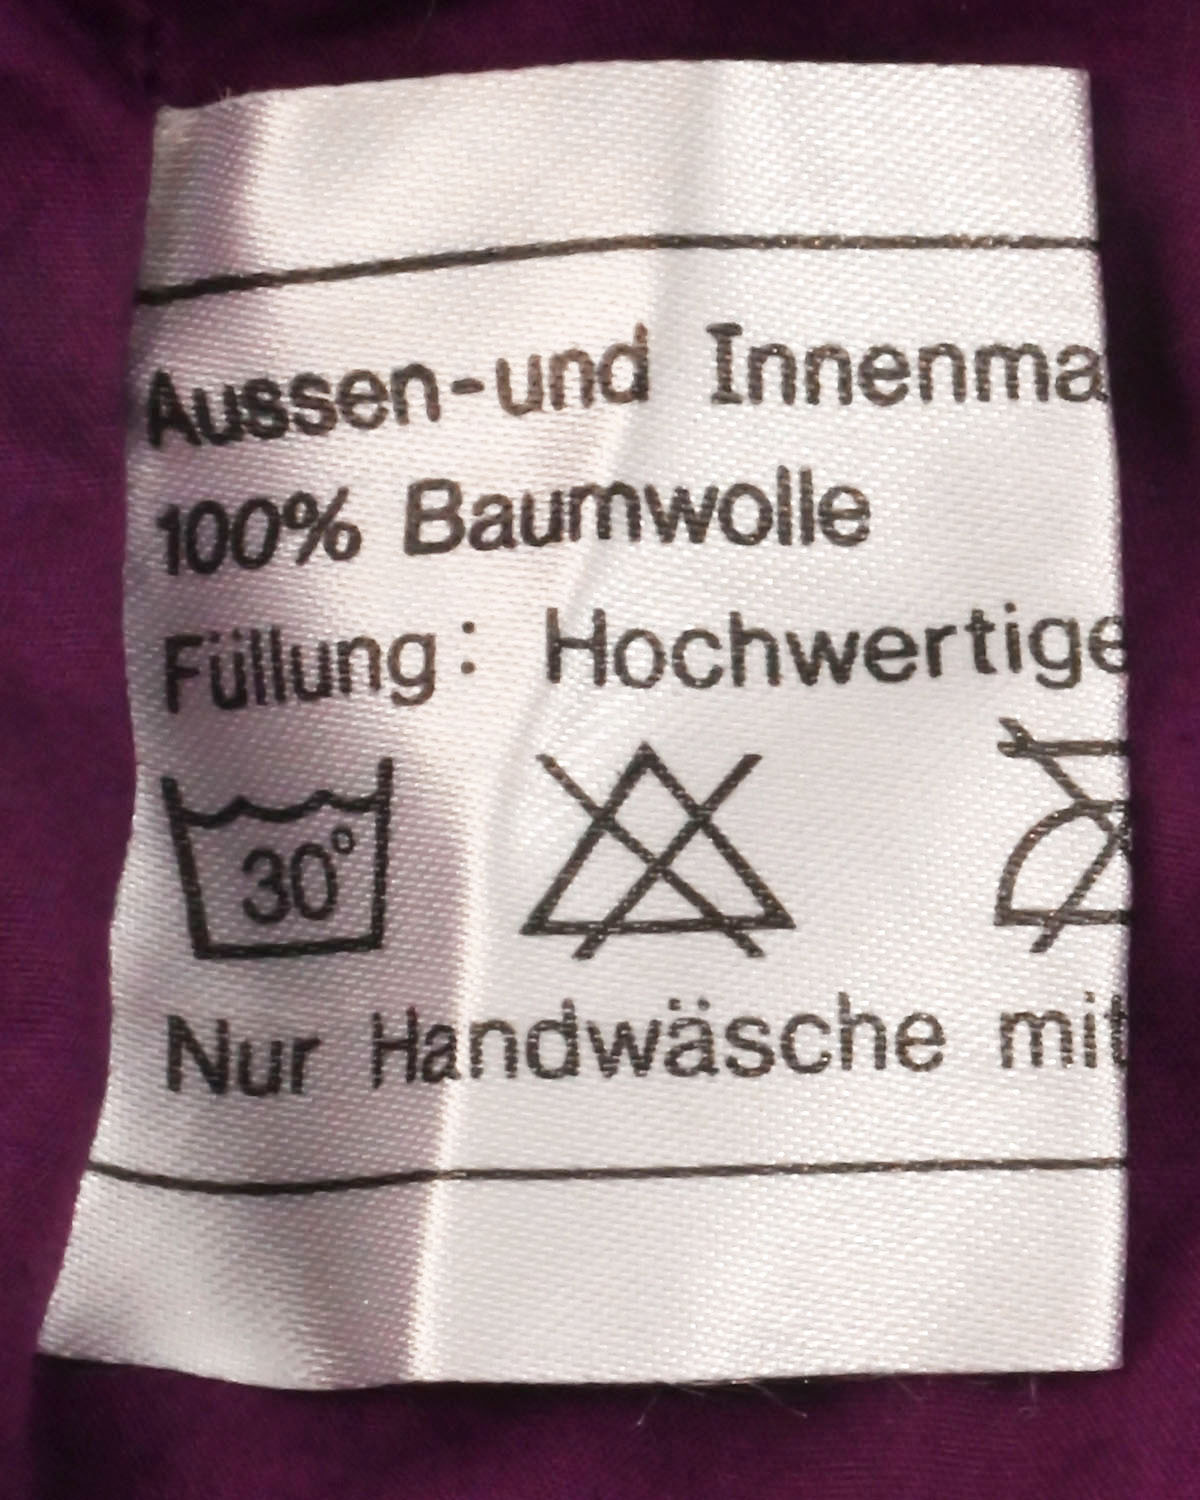 Aussen-und Innenma
100% Baumwolle
Füllung: Hochwertige
30°
Nur Handwäsche mit